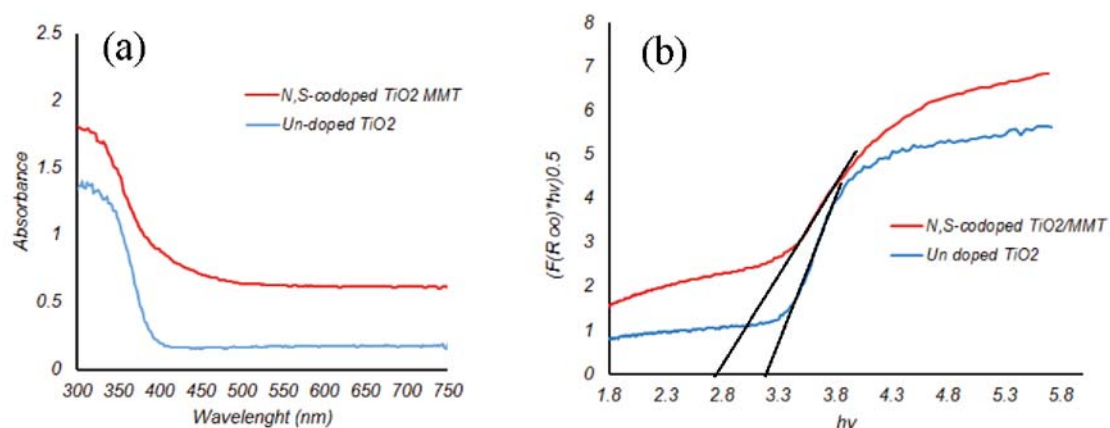 (a)
2.5
2
1.5
1
0.5
0
Absorbance
N,S-codoped TiO2 MMT
Un-doped TiO2
300 350 400 450 500 550 600 650 700 750
Wavelenght (nm)
(b)
8
7
6
5
4
3
2
1
0
(F(R oo)*hv)0.5
N,S-codoped TiO2/MMT
Un doped TiO2
1.8 2.3 2.8 3.3 3.8 4.3 4.8 5.3 5.8
hv